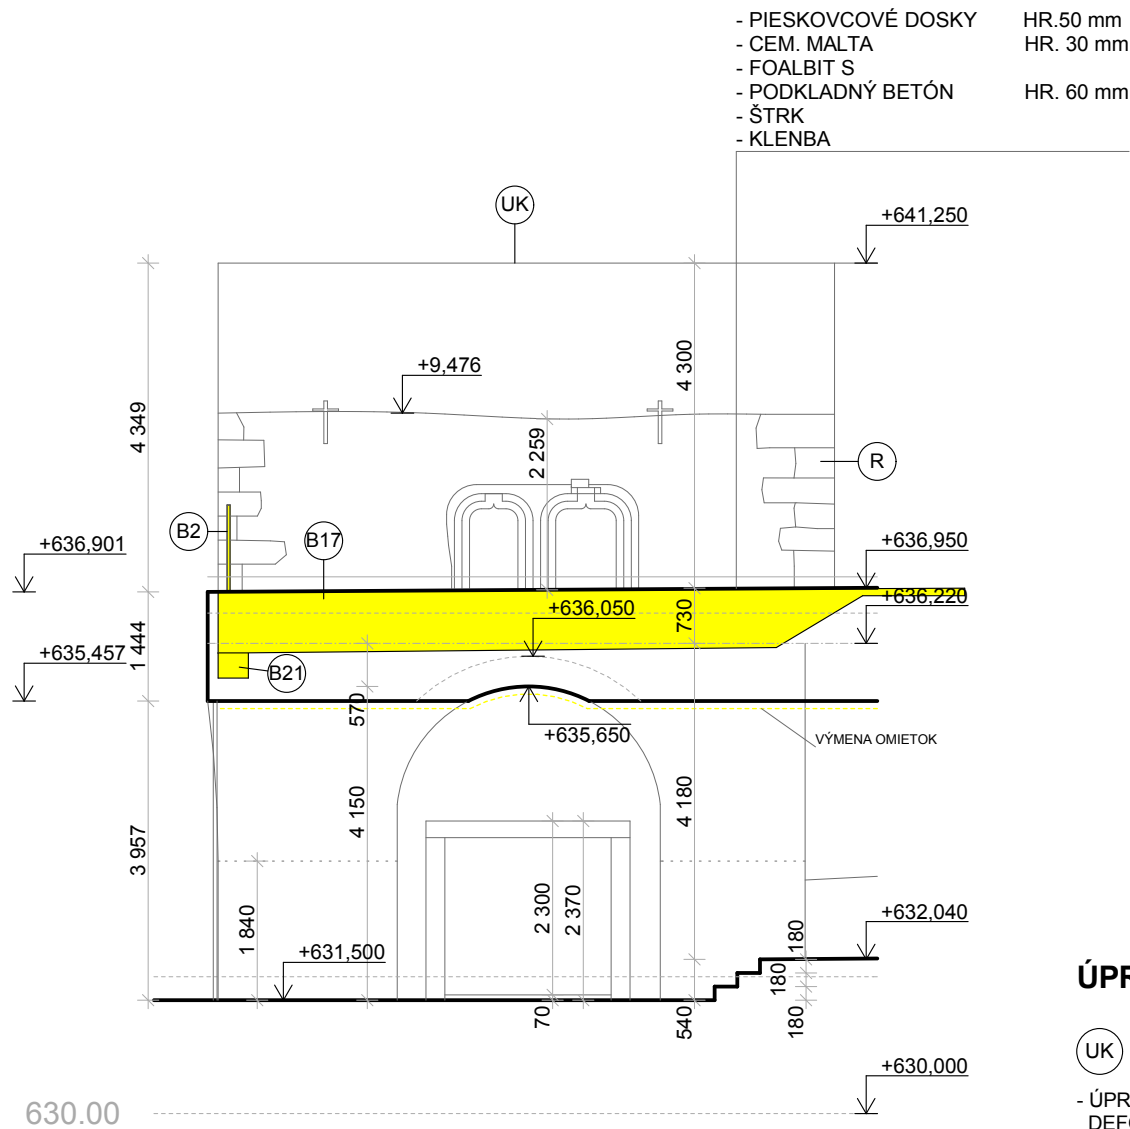 - PIESKOVCOVÉ DOSKY HR.50 mm
- CEM. MALTA HR. 30 mm
- FOALBIT S
- PODKLADNÝ BETÓN HR. 60 mm
- ŠTRK
- KLENBA
UK
+641,250
4 300
+9,476
4 349
2 259
R
B2
B17
+636,901
+636,950
+636,050
+636,220
730
1 444
+635,457
B21
570
+635,650
VÝMENA OMIETOK
4 150
4 180
3 957
2 300
2 370
1 840
+632,040
180
+631,500
180
70
540
180
ÚPR
UK
+630,000
630.00
- ÚPR
DEFO